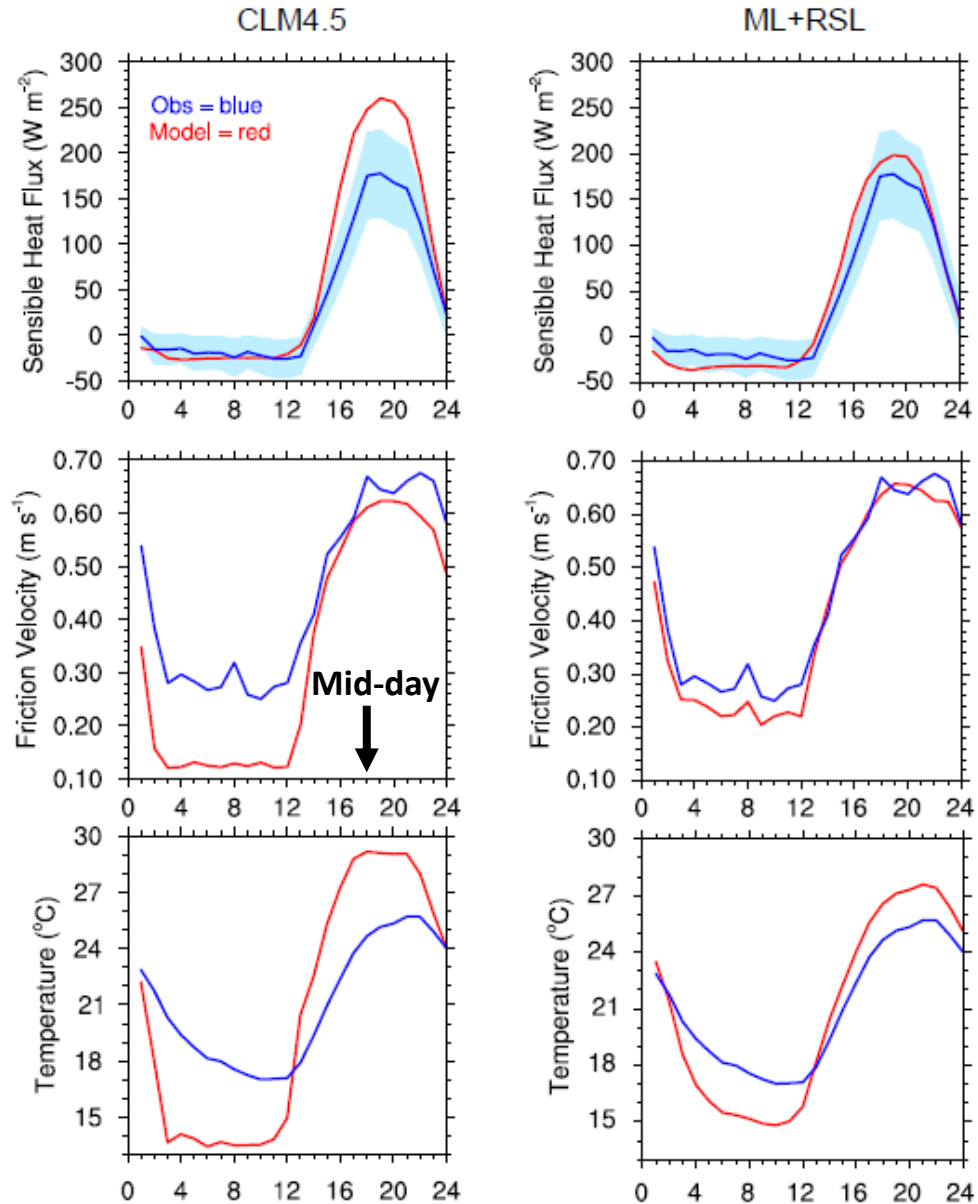 CLM4.5
ML+RSL
Sensible Heat Flux (W m-2)
300
250
200
150
100
50
0
-50
Obs = blue
Model = red
0 4 8 12 16 20 24
Sensible Heat Flux (W m-2)
300
250
200
150
100
50
0
-50
0 4 8 12 16 20 24
Friction Velocity (m s-1)
0.70
0.60
0.50
0.40
0.30
0.20
0.10
Mid-day
0 4 8 12 16 20 24
Friction Velocity (m s-1)
0.70
0.60
0.50
0.40
0.30
0.20
0.10
0 4 8 12 16 20 24
Temperature (oC)
30
27
24
21
18
15
0 4 8 12 16 20 24
Temperature (oC)
30
27
24
21
18
15
0 4 8 12 16 20 24